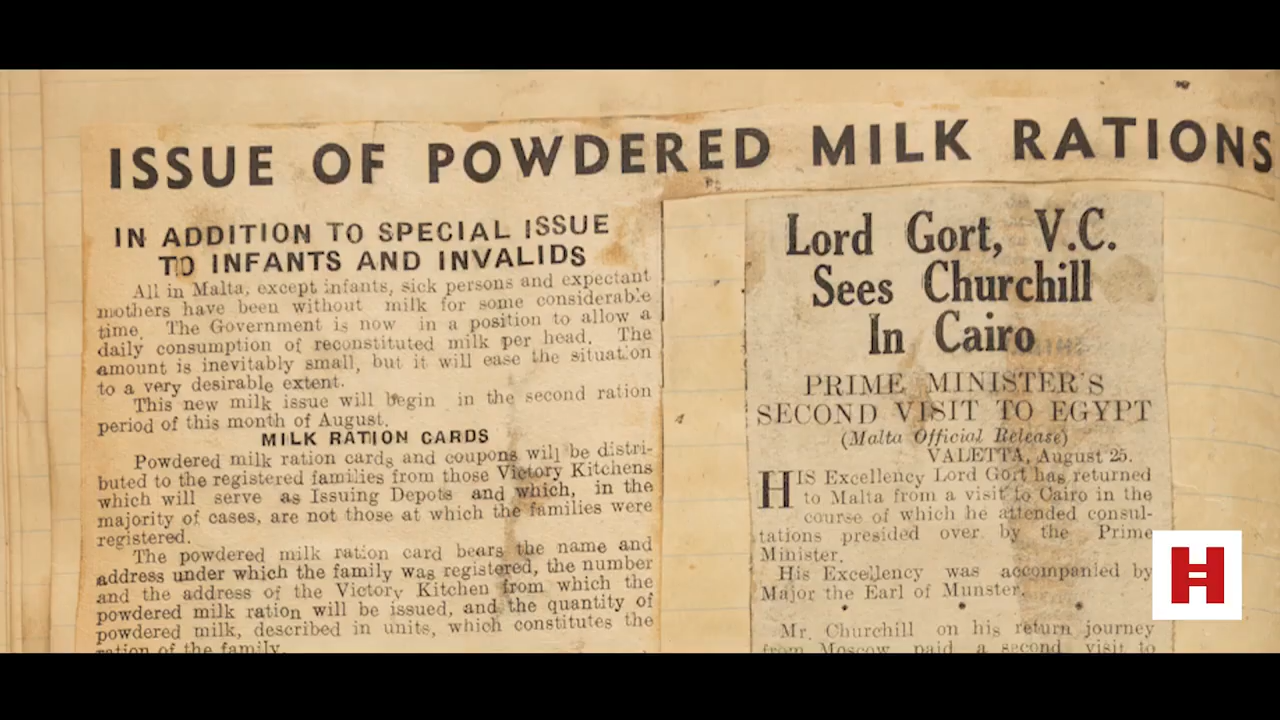 ISSUE OF POWDERED MILK RATIONS
IN ADDITION TO SPECIAL ISSUE
TO INFANTS AND INVALIDS
All in Malta, except infants, sick persons and expectant
mothers have been without milk for some considerable
time. The Government is now in a position to allow a
daily consumption of reconstituted milk per head. The
amount is inevitably small, but it will ease the situation
to a very desirable extent.
This new milk issue will begin in the second ration
period of this month of August.
MILK RATION CARDS
Powdered milk ration cards and coupons will be distri-
buted to the registered families from those Victory Kitchens
which will serve as Issuing Depots and which, in the
majority of cases, are not those at which the families were
registered.
The powdered milk ration card bears the name and
address under which the family was registered, the number
and the address of the Victory Kitchen from which the
powdered milk ration will be issued, and the quantity of
powdered milk, described in units, which constitutes the
ration of the family.
Lord Gort, V.C.
Sees Churchill
In Cairo
PRIME MINISTER'S
SECOND VISIT TO EGYPT
(Malta Official Release)
VALETTA, August 25.
HIS Excellency Lord Gort has returned
to Malta from a visit to Cairo in the
course of which he attended consul-
tations presided over by the Prime
Minister.
His Excellency was accompanied by
Major the Earl of Munster.
Mr. Churchill on his return journey
from Moscow paid a second visit to
H